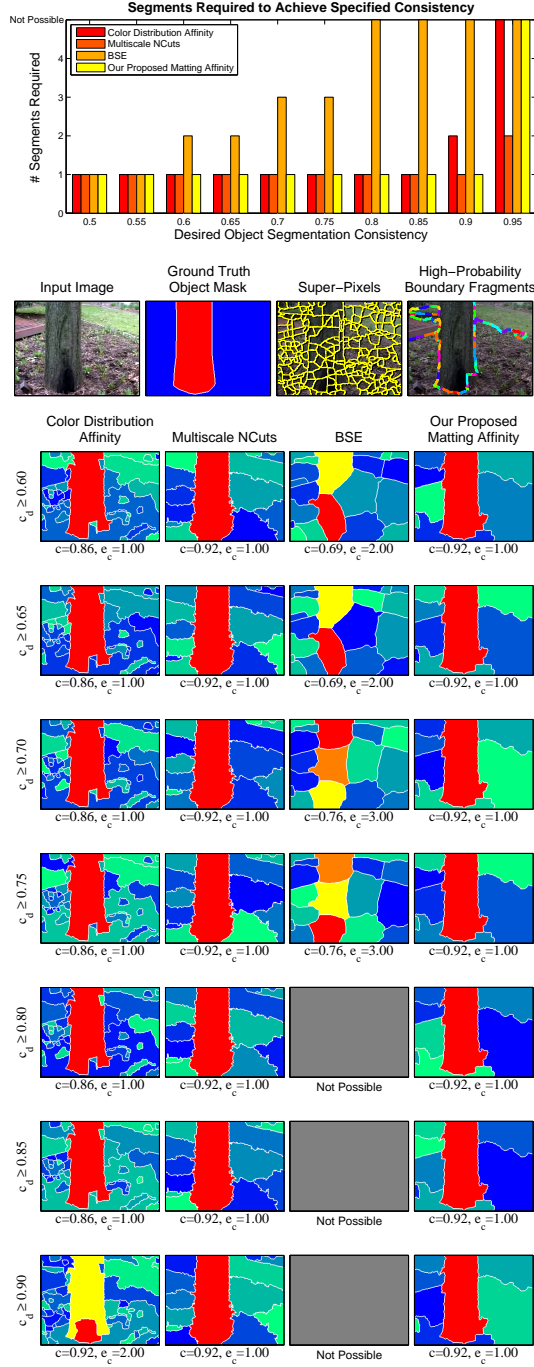 Segments Required to Achieve Specified Consistency
Not Possible
4
3
2
1
0
# Segments Required
Color Distribution Affinity
Multiscale NCuts
BSE
Our Proposed Matting Affinity
0.5 0.55 0.6 0.65 0.7 0.75 0.8 0.85 0.9 0.95
Desired Object Segmentation Consistency
Input Image
Ground Truth
Object Mask
Super−Pixels
High−Probability
Boundary Fragments
Color Distribution
Affinity
Multiscale NCuts
BSE
Our Proposed
Matting Affinity
c_d ≥0.60
c=0.86, e_c=1.00 c=0.92, e_c=1.00 c=0.69, e_c=2.00 c=0.92, e_c=1.00
c_d ≥0.65
c=0.86, e_c=1.00 c=0.92, e_c=1.00 c=0.69, e_c=2.00 c=0.92, e_c=1.00
c_d ≥0.70
c=0.86, e_c=1.00 c=0.92, e_c=1.00 c=0.76, e_c=3.00 c=0.92, e_c=1.00
c_d ≥0.75
c=0.86, e_c=1.00 c=0.92, e_c=1.00 c=0.76, e_c=3.00 c=0.92, e_c=1.00
c_d ≥0.80
c=0.86, e_c=1.00 c=0.92, e_c=1.00 Not Possible c=0.92, e_c=1.00
c_d ≥0.85
c=0.86, e_c=1.00 c=0.92, e_c=1.00 Not Possible c=0.92, e_c=1.00
c_d ≥0.90
c=0.92, e_c=2.00 c=0.92, e_c=1.00 Not Possible c=0.92, e_c=1.00